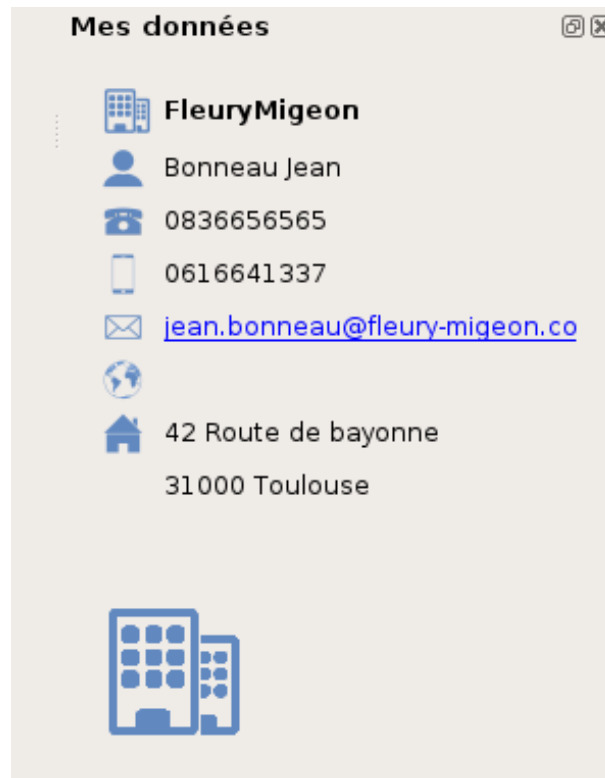 Mes données
FleuryMigeon
Bonneau Jean
0836656565
0616641337
jean.bonneau@fleury-migeon.co
42 Route de bayonne
31000 Toulouse